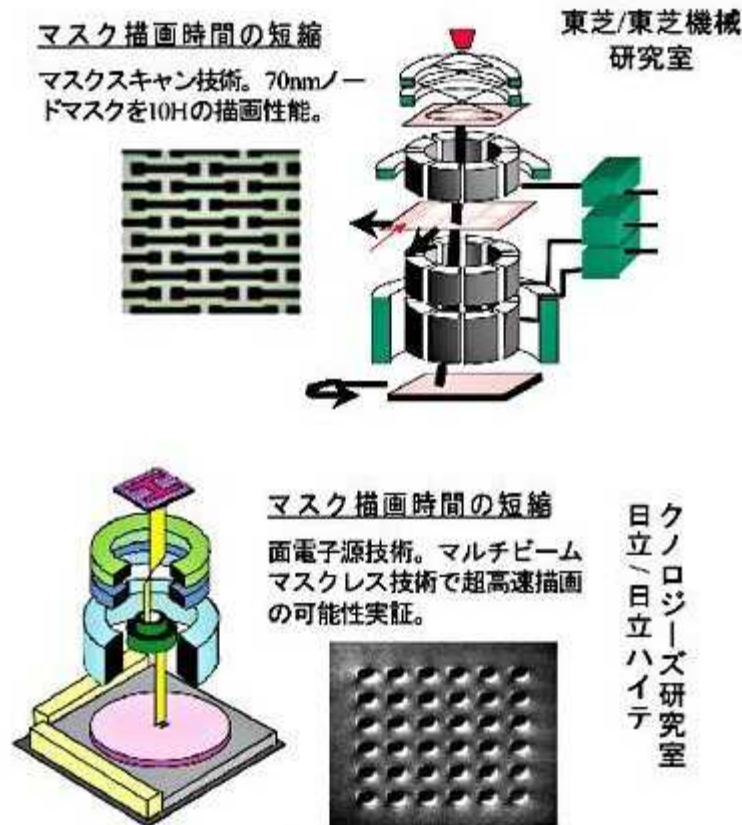 マスク描画時間の短縮
マスクスキャン技術。70nmノー
ドマスクを10Hの描画性能。
東芝/東芝機械
研究室
マスク描画時間の短縮
面電子源技術。マルチビーム
マスクレス技術で超高速描画
の可能性実証。
クノロジーズ研究室
日立/日立ハイテ